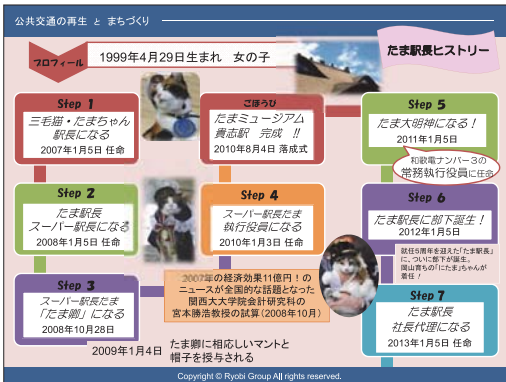 公共交通の再生 と まちづくり
たま駅長ヒストリー
プロフィール
1999年4月29日生まれ 女の子
Step 1
三毛猫・たまちゃん
駅長になる
2007年1月5日 任命
Step 2
たま駅長
スーパー駅長になる
2008年1月5日 任命
Step 3
スーパー駅長たま
「たま卿」になる
2008年10月28日
2009年1月4日 たま卿に相応しいマントと
帽子を授与される
2007年の経済効果11億円！の
ニュースが全国的な話題となった
関西大大学院会計研究科の
宮本勝浩教授の試算(2008年10月)
Step 4
スーパー駅長たま
執行役員になる
2010年1月3日 任命
ごほうび
たまミュージアム
貴志駅 完成 !!
2010年8月4日 落成式
Step 5
たま大明神になる！
2011年1月5日
和歌電ナンバー３の
常務執行役員に任命
Step 6
たま駅長に部下誕生！
2012年1月5日
就任5周年を迎えた「たま駅長」
に、ついに部下が誕生。
岡山育ちの「にたま」ちゃんが
着任！
Step 7
たま駅長
社長代理になる
2013年1月5日 任命
Copyright © Ryobi Group All rights reserved.